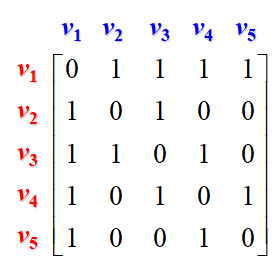 v₁ v₂ v₃ v₄ v₅
v₁ 0 1 1 1 1
v₂ 1 0 1 0 0
v₃ 1 1 0 1 0
v₄ 1 0 1 0 1
v₅ 1 0 0 1 0